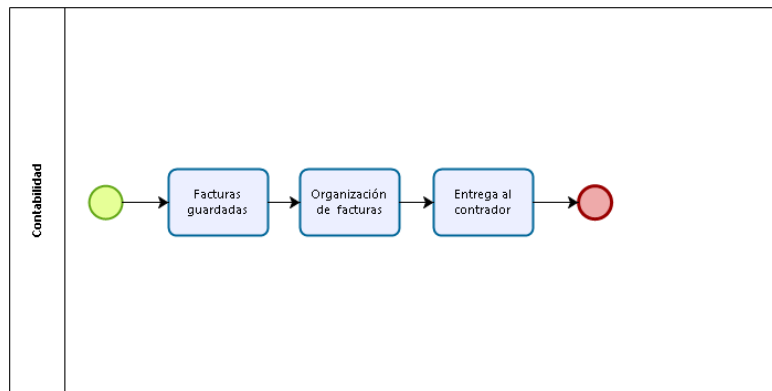 Contabilidad
Facturas
guardadas
Organización
de facturas
Entrega al
contrador